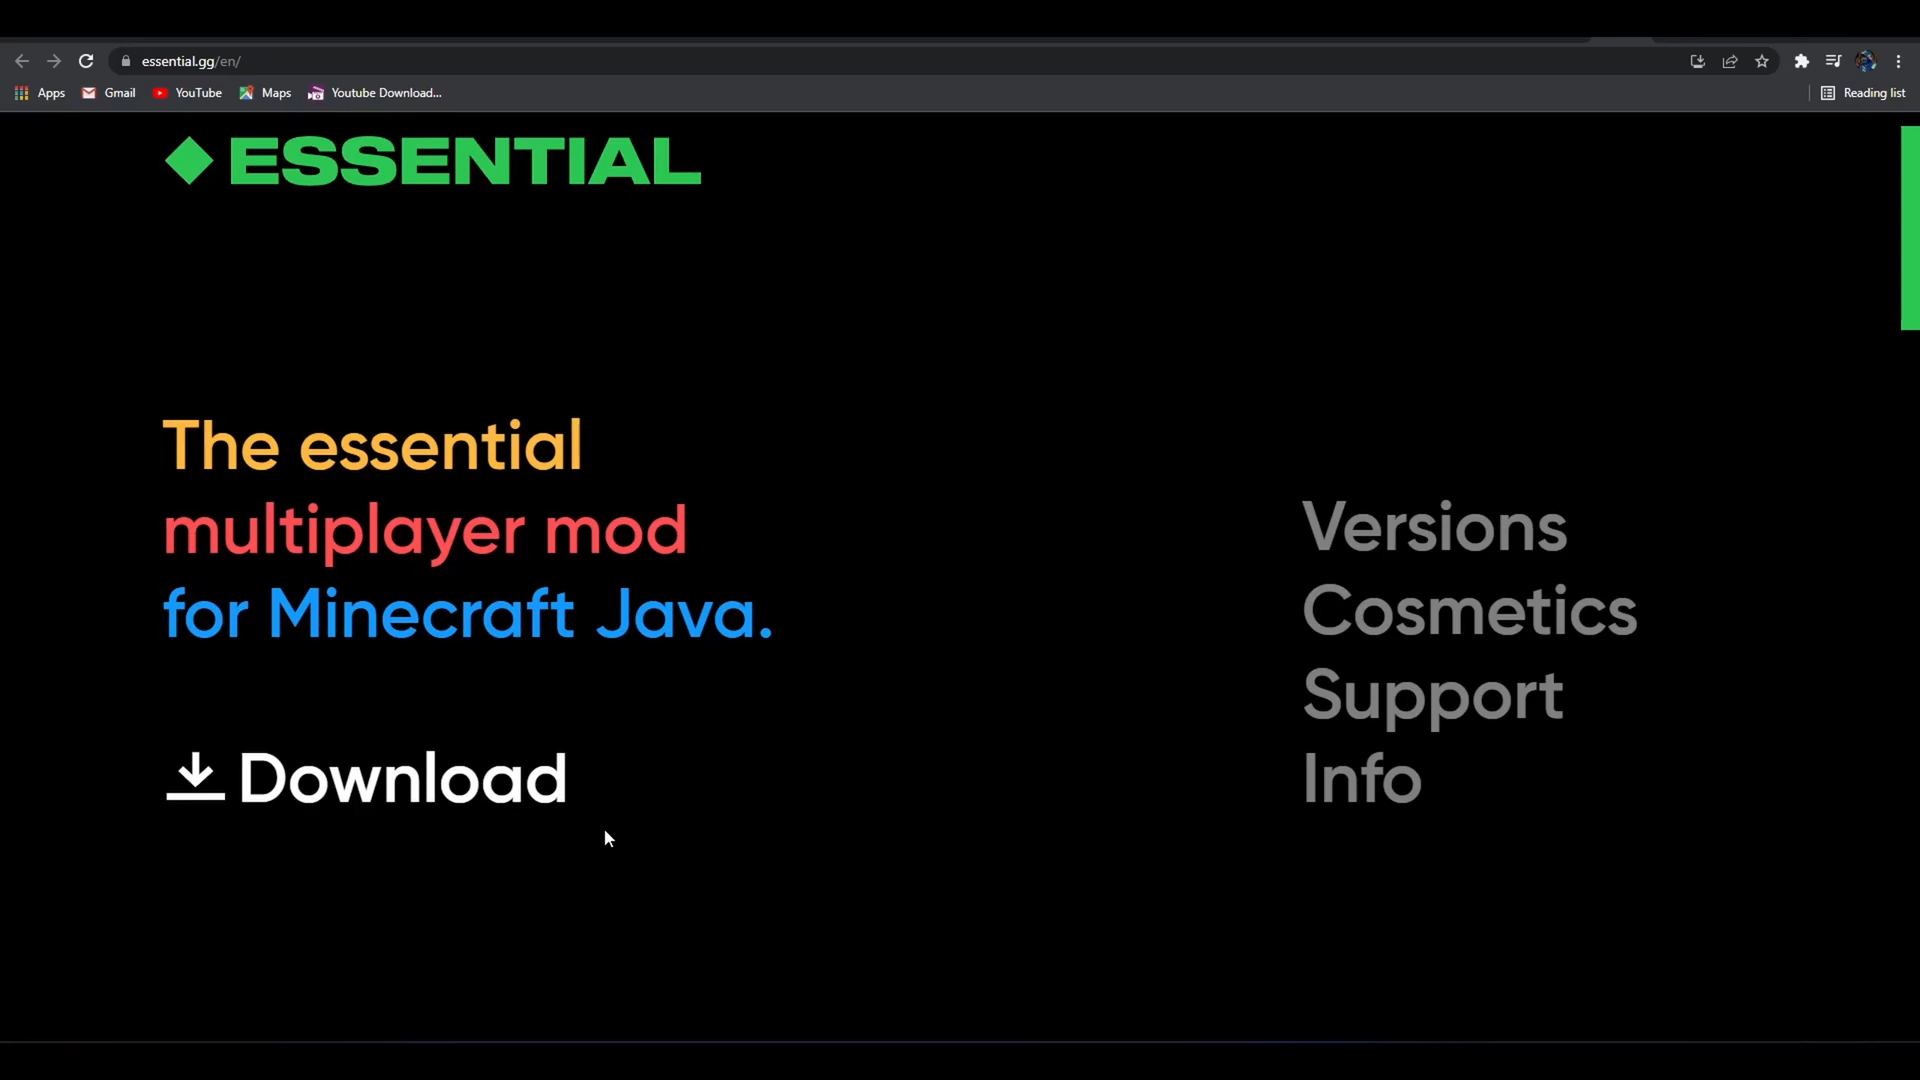 essential.gg/en/
Apps Gmail YouTube Maps Youtube Download... Reading list
ESSENTIAL
The essential
multiplayer mod
for Minecraft Java.
Download
Versions
Cosmetics
Support
Info